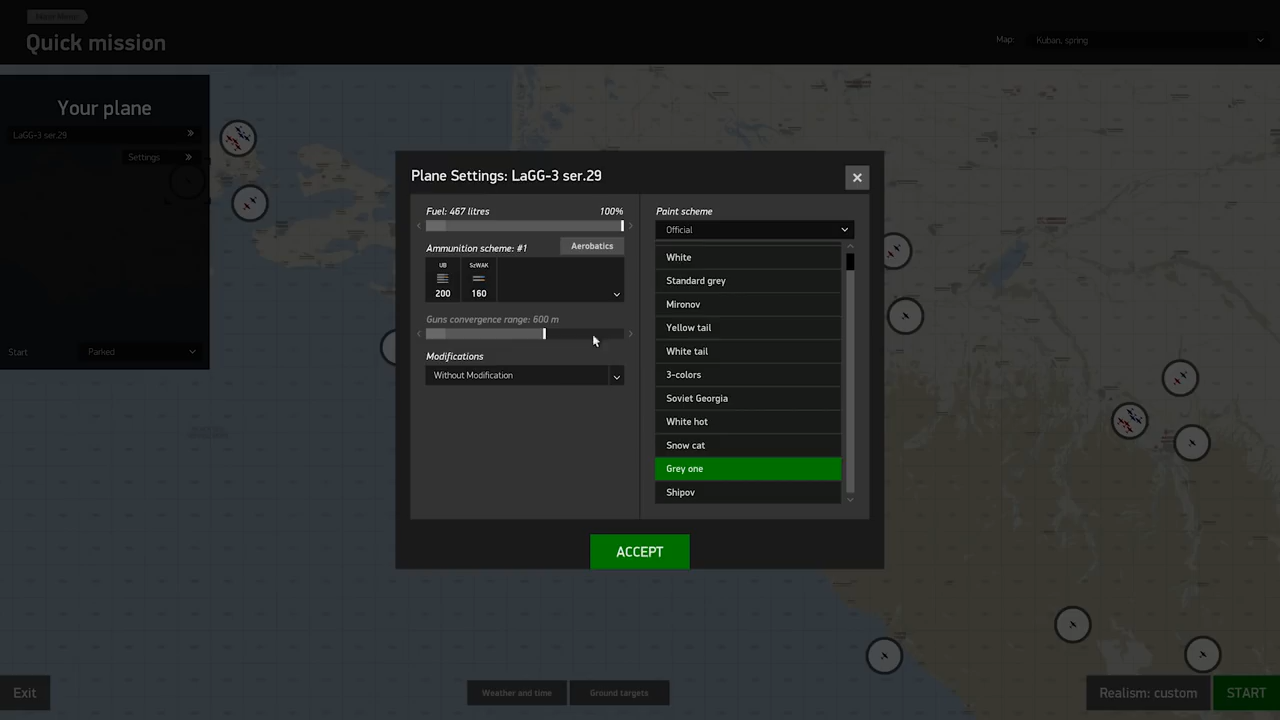 Main Menu
Quick mission
Map:
Kuban, spring
Your plane
LaGG-3 ser.29
Settings
Start
Parked
Plane Settings: LaGG-3 ser.29
Fuel: 467 litres
100%
Aerobatics
Ammunition scheme: #1
UB
SzWAK
200
160
Guns convergence range: 600 m
Modifications
Without Modification
Paint scheme
Official
White
Standard grey
Mironov
Yellow tail
White tail
3-colors
Soviet Georgia
White hot
Snow cat
Grey one
Shipov
ACCEPT
Exit
Weather and time
Ground targets
Realism: custom
START